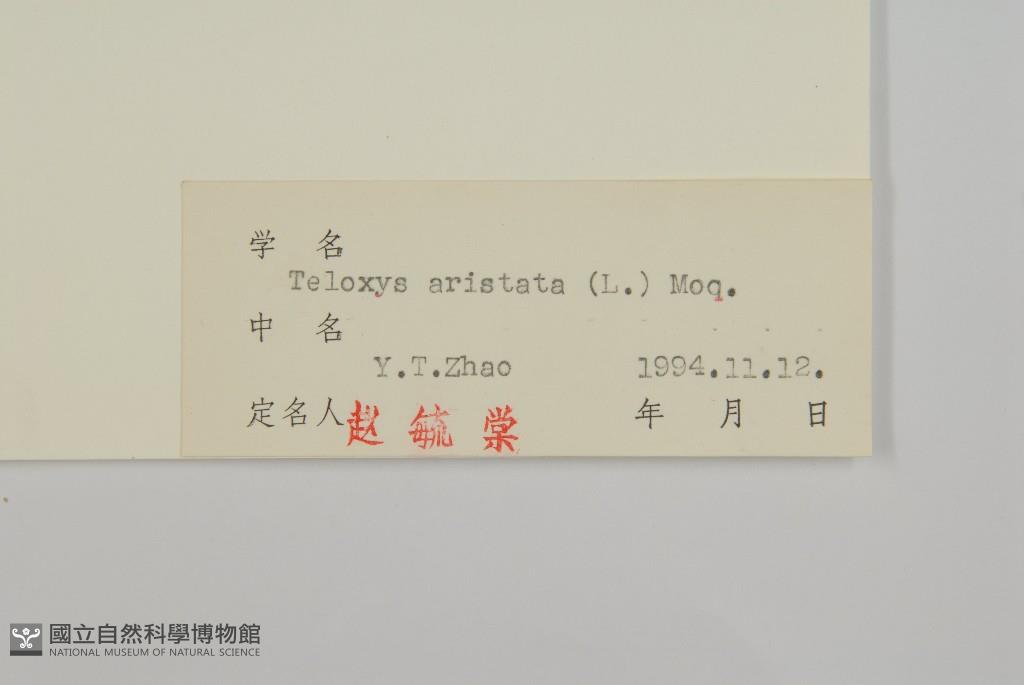 学 名
Teloxys aristata (L.) Moq.
中 名
Y.T.Zhao 1994.11.12.
定名人 赵毓棠 年 月 日
國立自然科學博物館
NATIONAL MUSEUM OF NATURAL SCIENCE